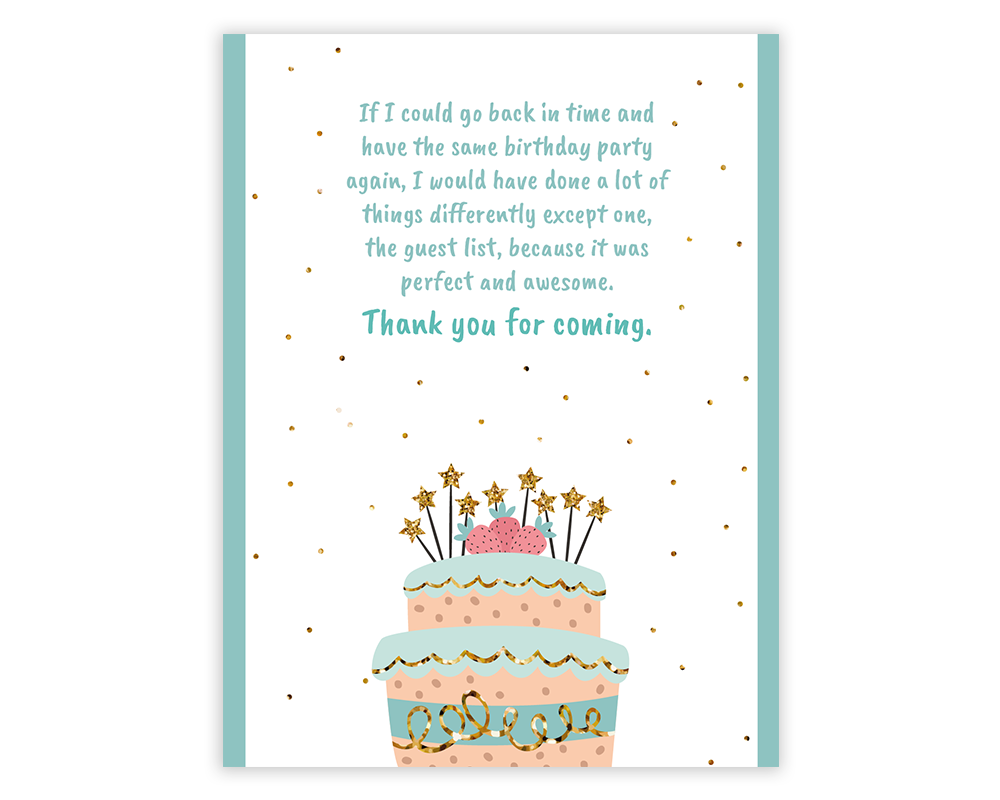 If I could go back in time and
have the same birthday party
again, I would have done a lot of
things differently except one,
the guest list, because it was
perfect and awesome.
Thank you for coming.